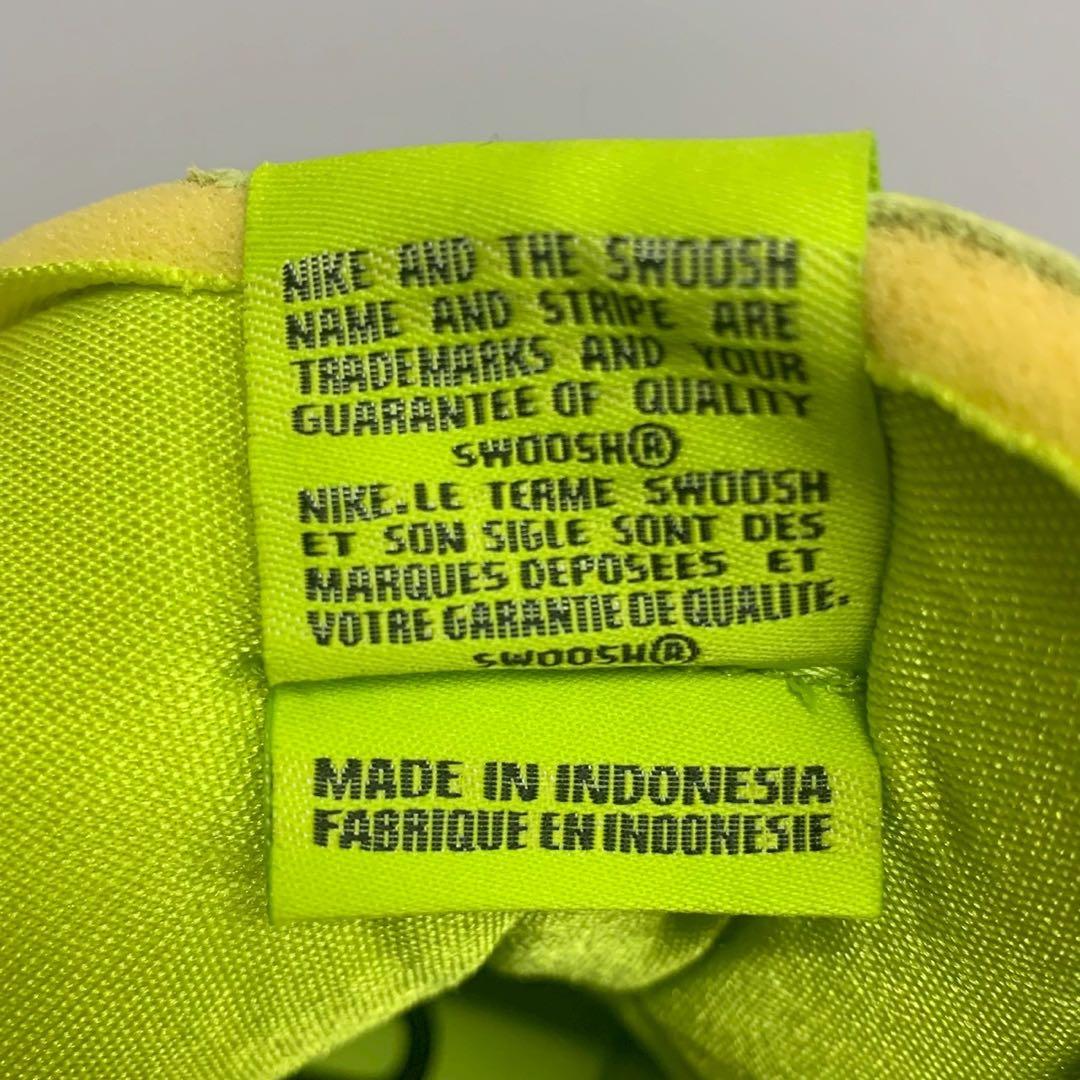 NIKE AND THE SWOOSH
NAME AND STRIPE ARE
TRADEMARKS AND YOUR
GUARANTEE OF QUALITY
SWOOSH®
NIKE.LE TERME SWOOSH
ET SON SIGLE SONT DES
MARQUES DEPOSEES ET
VOTRE GARANTIE DE QUALITE.
SWOOSH®
MADE IN INDONESIA
FABRIQUE EN INDONESIE